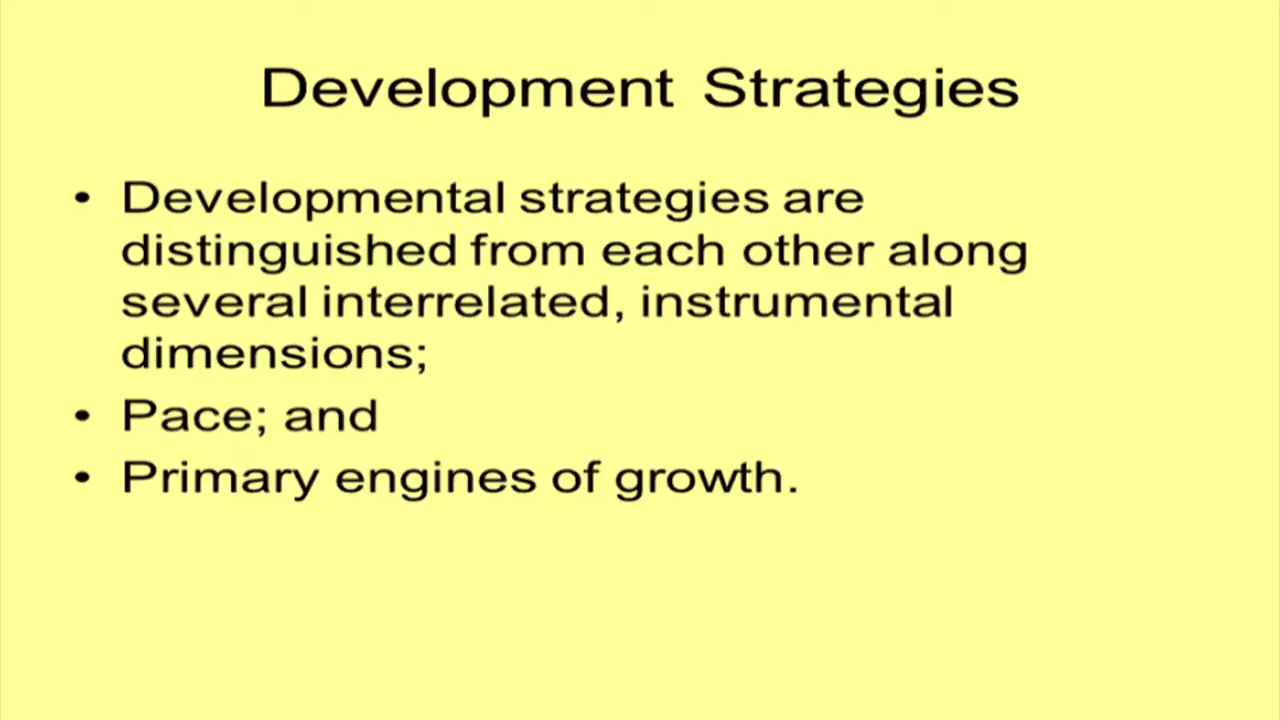 Development Strategies
• Developmental strategies are
distinguished from each other along
several interrelated, instrumental
dimensions;
• Pace; and
• Primary engines of growth.